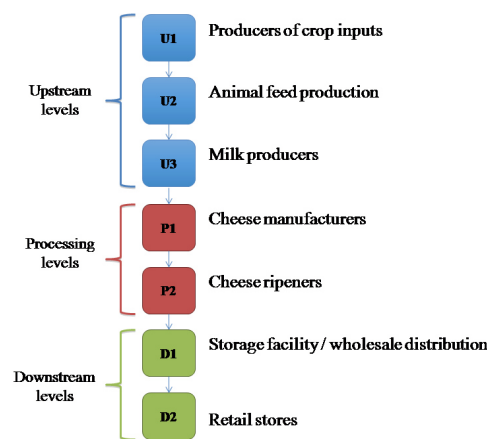 U1
Producers of crop inputs
Upstream
levels
U2
Animal feed production
U3
Milk producers
Processing
levels
P1
Cheese manufacturers
P2
Cheese ripeners
Downstream
levels
D1
Storage facility / wholesale distribution
D2
Retail stores